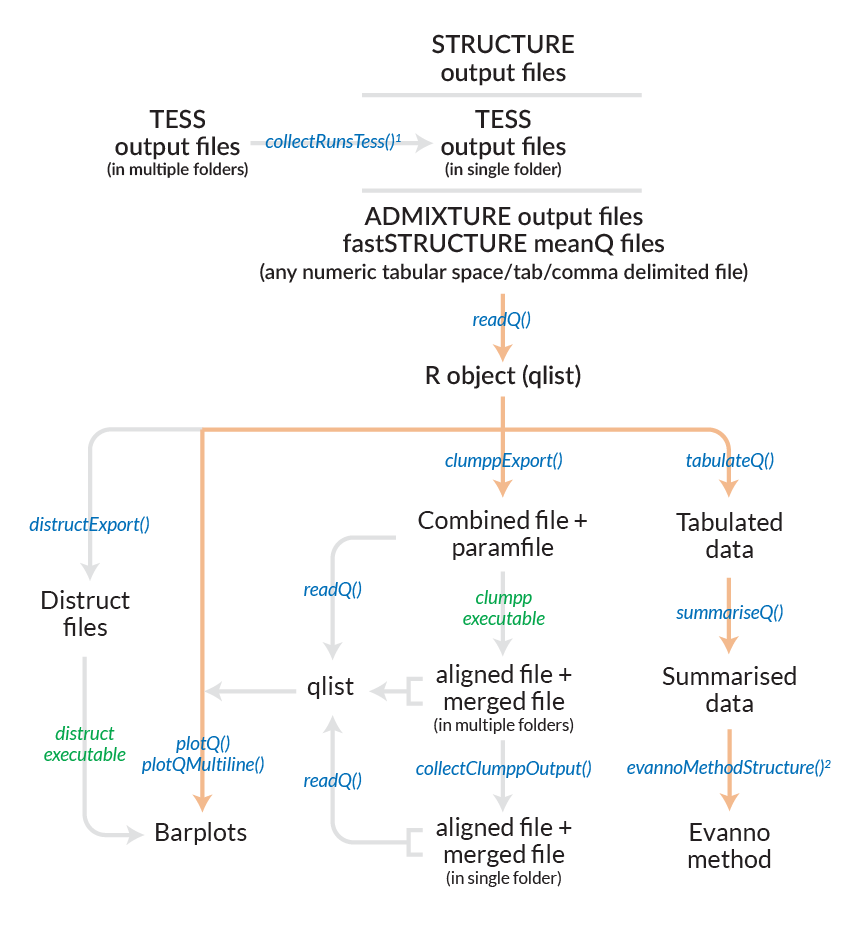 STRUCTURE
output files
TESS
output files
(in multiple folders)
collectRunsTess()¹
TESS
output files
(in single folder)
ADMIXTURE output files
fastSTRUCTURE meanQ files
(any numeric tabular space/tab/comma delimited file)
readQ()
R object (qlist)
clumppExport()
tabulateQ()
distructExport()
Combined file +
paramfile
Tabulated
data
readQ()
clumpp
executable
summariseQ()
Distruct
files
qlist
aligned file +
merged file
(in multiple folders)
Summarised
data
distruct
executable
plotQ()
plotQMultiline()
readQ()
collectClumppOutput()
evannoMethodStructure()²
Barplots
aligned file +
merged file
(in single folder)
Evanno
method